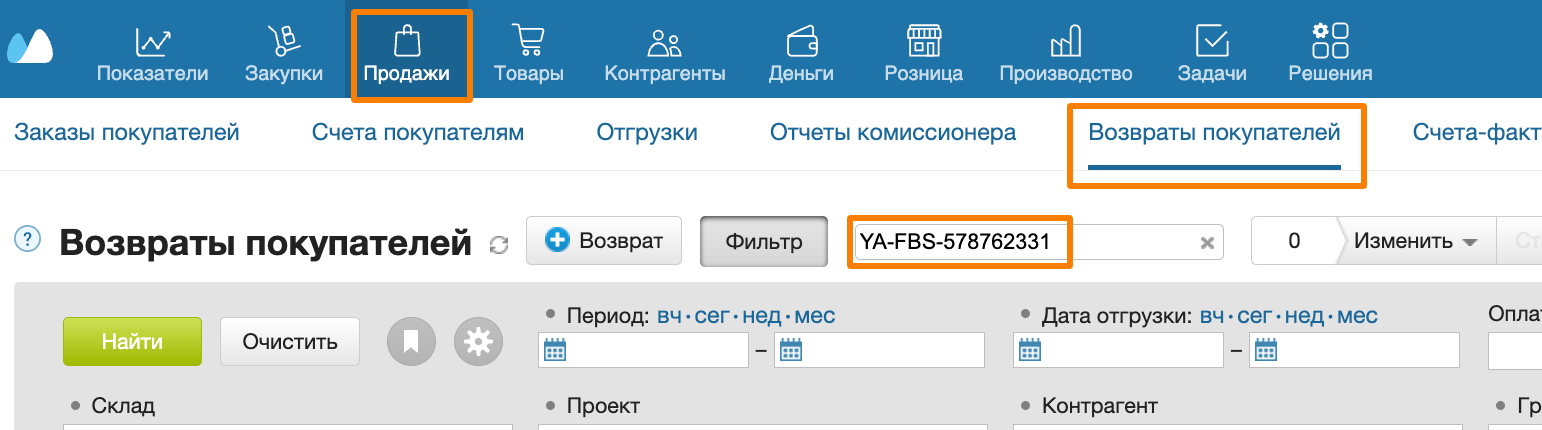 Показатели Закупки Продажи Товары Контрагенты Деньги Розница Производство Задачи Решения
Заказы покупателей Счета покупателям Отгрузки Отчеты комиссионера Возвраты покупателей Счета-факт
? Возвраты покупателей Возврат Фильтр YA-FBS-578762331 0 Изменить Ст
Период: вч · сег · нед · мес Дата отгрузки: вч · сег · нед · мес Опла
Найти Очистить – –
Склад Проект Контрагент Гр